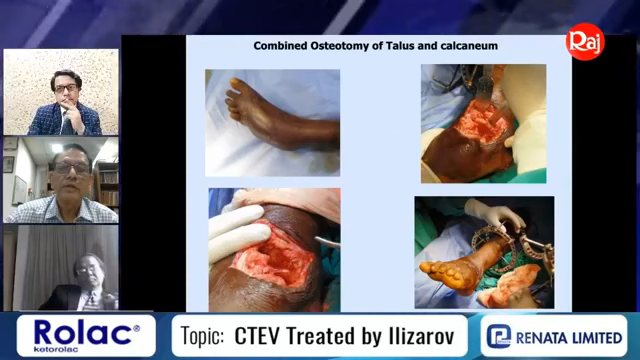 Combined Osteotomy of Talus and calcaneum
Raj
Rolac®
ketorolac
Topic: CTEV Treated by Ilizarov
RENATA LIMITED